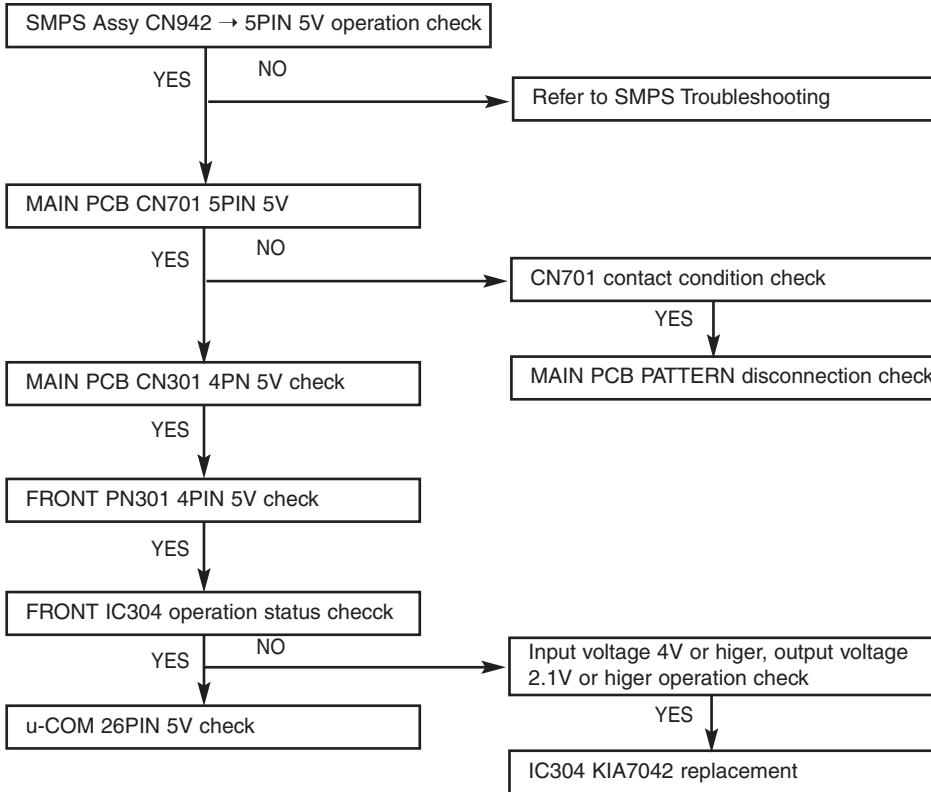 SMPS Assy CN942 → 5PIN 5V operation check
YES
NO
Refer to SMPS Troubleshooting
MAIN PCB CN701 5PIN 5V
YES
NO
CN701 contact condition check
YES
MAIN PCB PATTERN disconnection check
MAIN PCB CN301 4PN 5V check
YES
FRONT PN301 4PIN 5V check
YES
FRONT IC304 operation status checck
YES
NO
Input voltage 4V or higer, output voltage
2.1V or higer operation check
YES
IC304 KIA7042 replacement
u-COM 26PIN 5V check